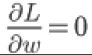 ∂L/∂w = 0